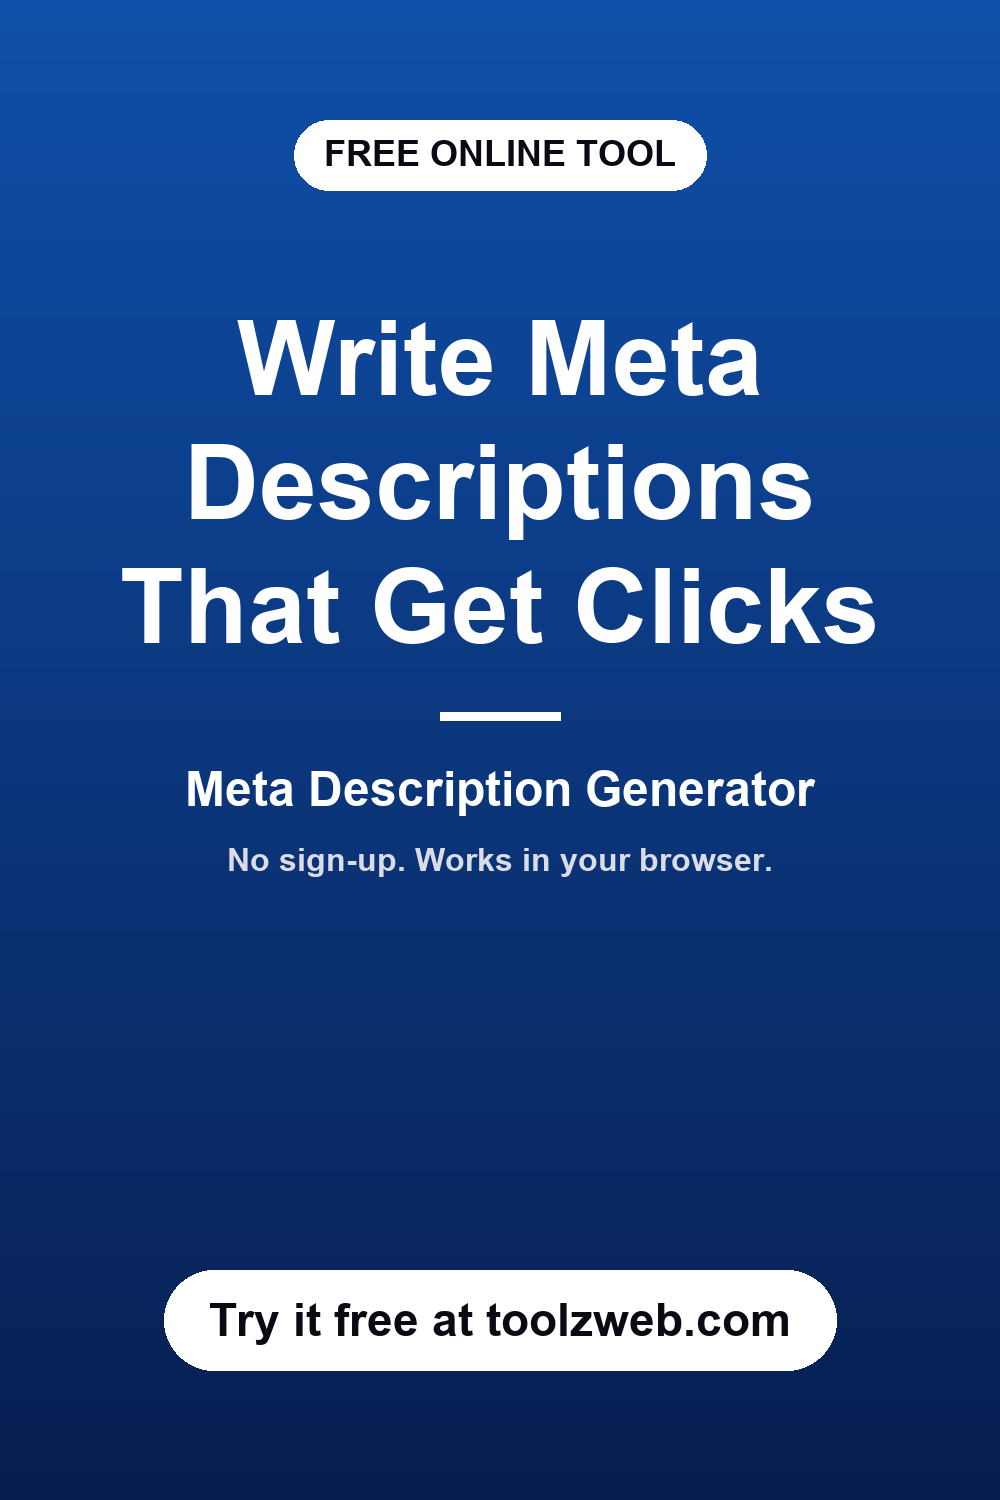 FREE ONLINE TOOL
Write Meta
Descriptions
That Get Clicks
Meta Description Generator
No sign-up. Works in your browser.
Try it free at toolzweb.com